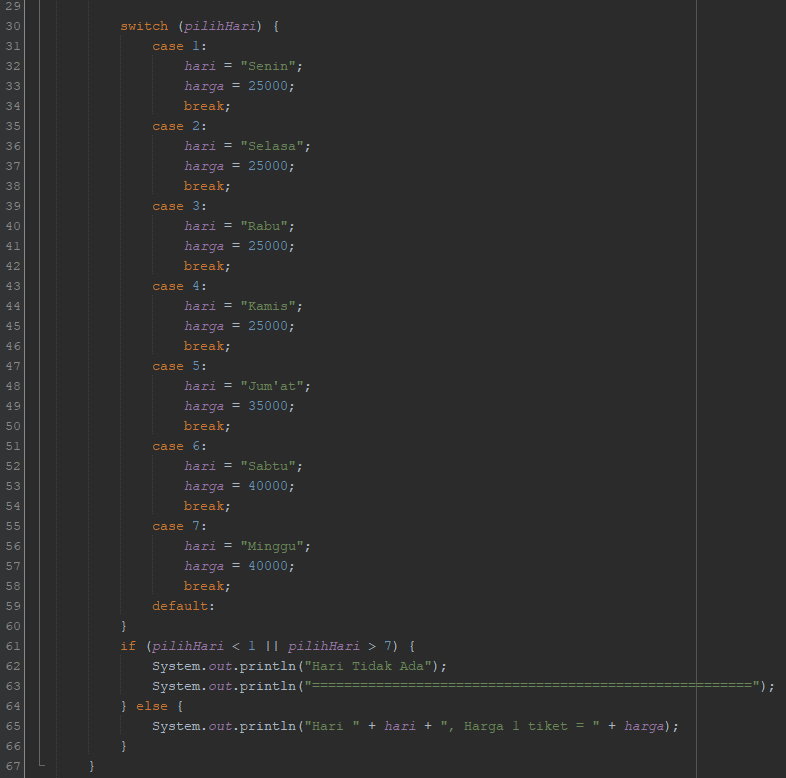 29
30 switch (pilihHari) {
31 case 1:
32 hari = "Senin";
33 harga = 25000;
34 break;
35 case 2:
36 hari = "Selasa";
37 harga = 25000;
38 break;
39 case 3:
40 hari = "Rabu";
41 harga = 25000;
42 break;
43 case 4:
44 hari = "Kamis";
45 harga = 25000;
46 break;
47 case 5:
48 hari = "Jum'at";
49 harga = 35000;
50 break;
51 case 6:
52 hari = "Sabtu";
53 harga = 40000;
54 break;
55 case 7:
56 hari = "Minggu";
57 harga = 40000;
58 break;
59 default:
60 }
61 if (pilihHari < 1 || pilihHari > 7) {
62 System.out.println("Hari Tidak Ada");
63 System.out.println("=======================================================");
64 } else {
65 System.out.println("Hari " + hari + ", Harga 1 tiket = " + harga);
66 }
67 }